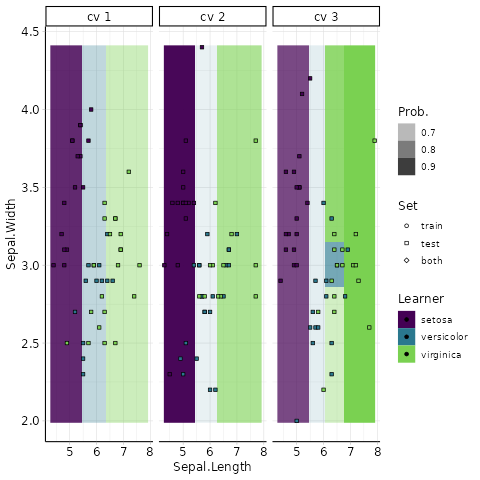 cv 1 cv 2 cv 3
4.5
4.0
3.5
3.0
2.5
2.0
Sepal.Width
5 6 7 8 5 6 7 8 5 6 7 8
Sepal.Length
Prob.
0.7
0.8
0.9
Set
train
test
both
Learner
setosa
versicolor
virginica